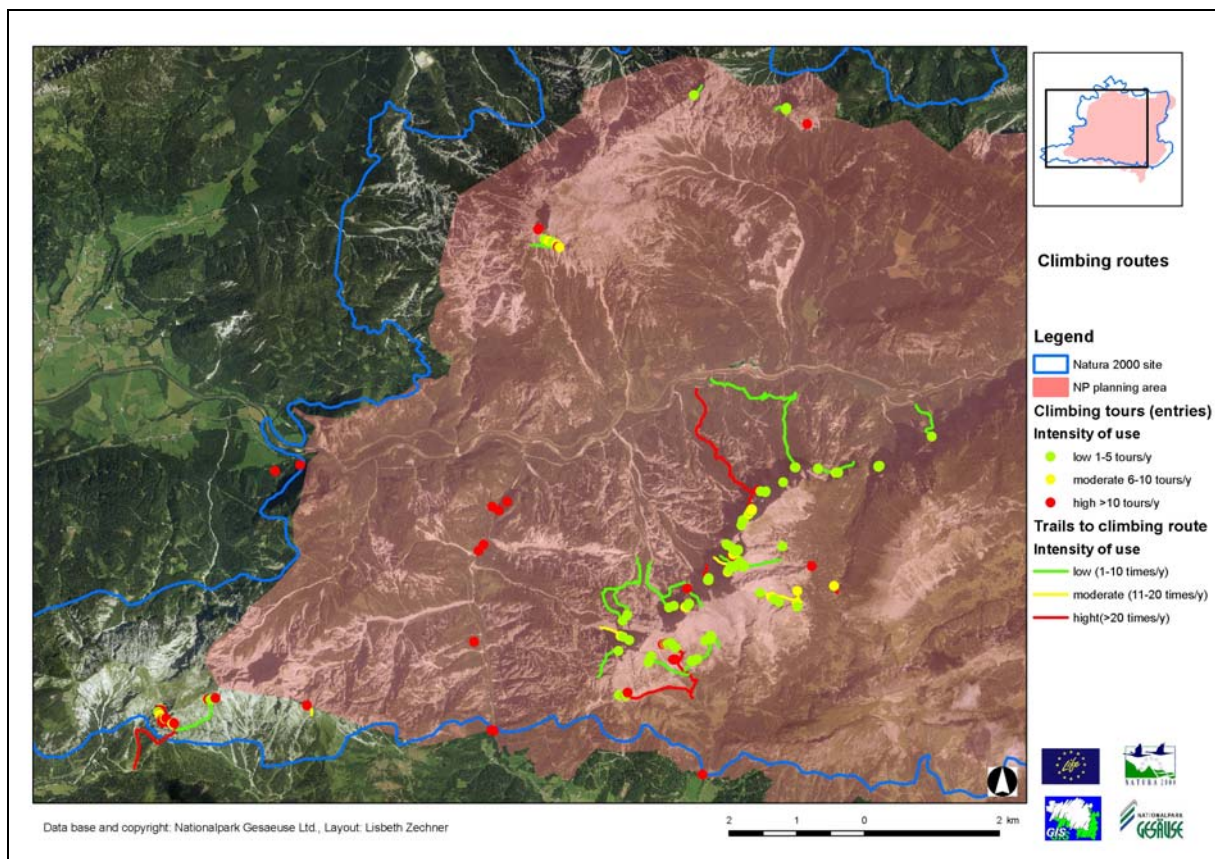 Climbing routes
Legend
Natura 2000 site
NP planning area
Climbing tours (entries)
Intensity of use
low 1-5 tours/y
moderate 6-10 tours/y
high >10 tours/y
Trails to climbing route
Intensity of use
low (1-10 times/y)
moderate (11-20 times/y)
hight(>20 times/y)
Life
NATURA 2000
GIS
NATIONALPARK
GESÄUSE
Data base and copyright: Nationalpark Gesaeuse Ltd., Layout: Lisbeth Zechner
2 1 0 2 km